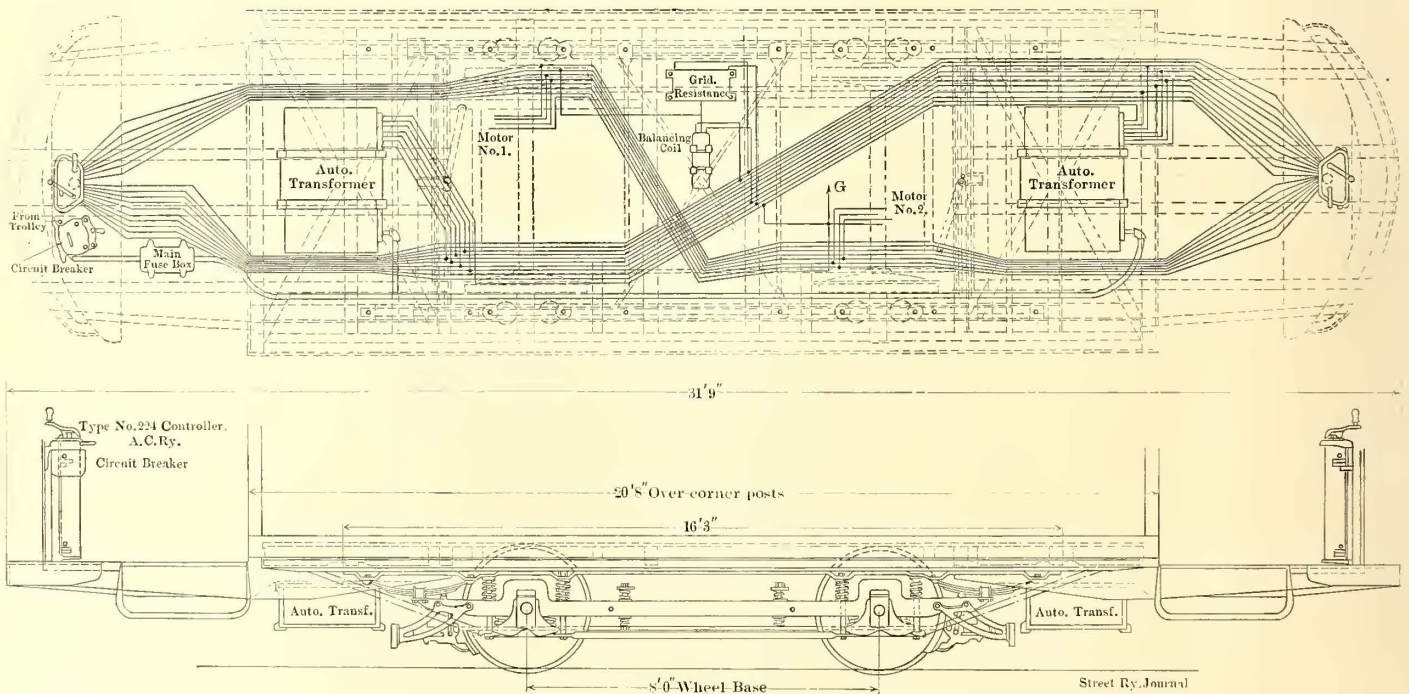 Grid.
Resistance
Motor
No.1.
Balancing
Coil
Auto.
Transformer
Auto.
Transformer
G
Motor
No.2.
From
Trolley
Circuit Breaker
Main
Fuse Box
31'9"
Type No.224 Controller.
A.C.Ry.
Circuit Breaker
20'8" Over corner posts
16'3"
Auto. Transf.
Auto. Transf.
8'0" Wheel Base
Street Ry. Journal